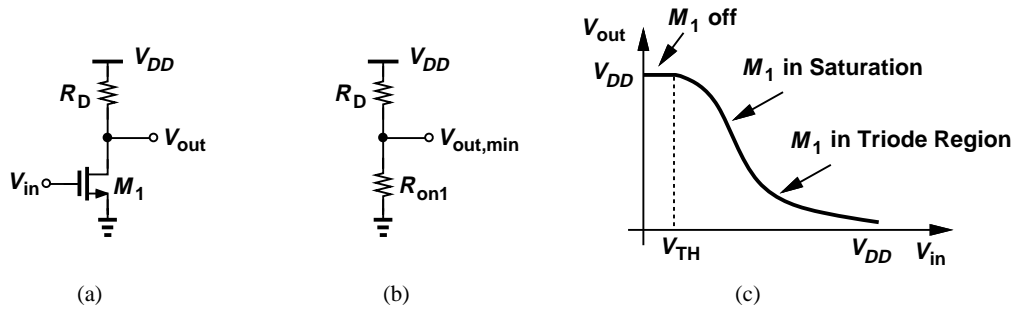 V_DD
R_D
V_out
V_in
M_1
(a)
V_DD
R_D
V_out,min
R_on1
(b)
V_out
M_1 off
V_DD
M_1 in Saturation
M_1 in Triode Region
V_TH
V_DD
V_in
(c)